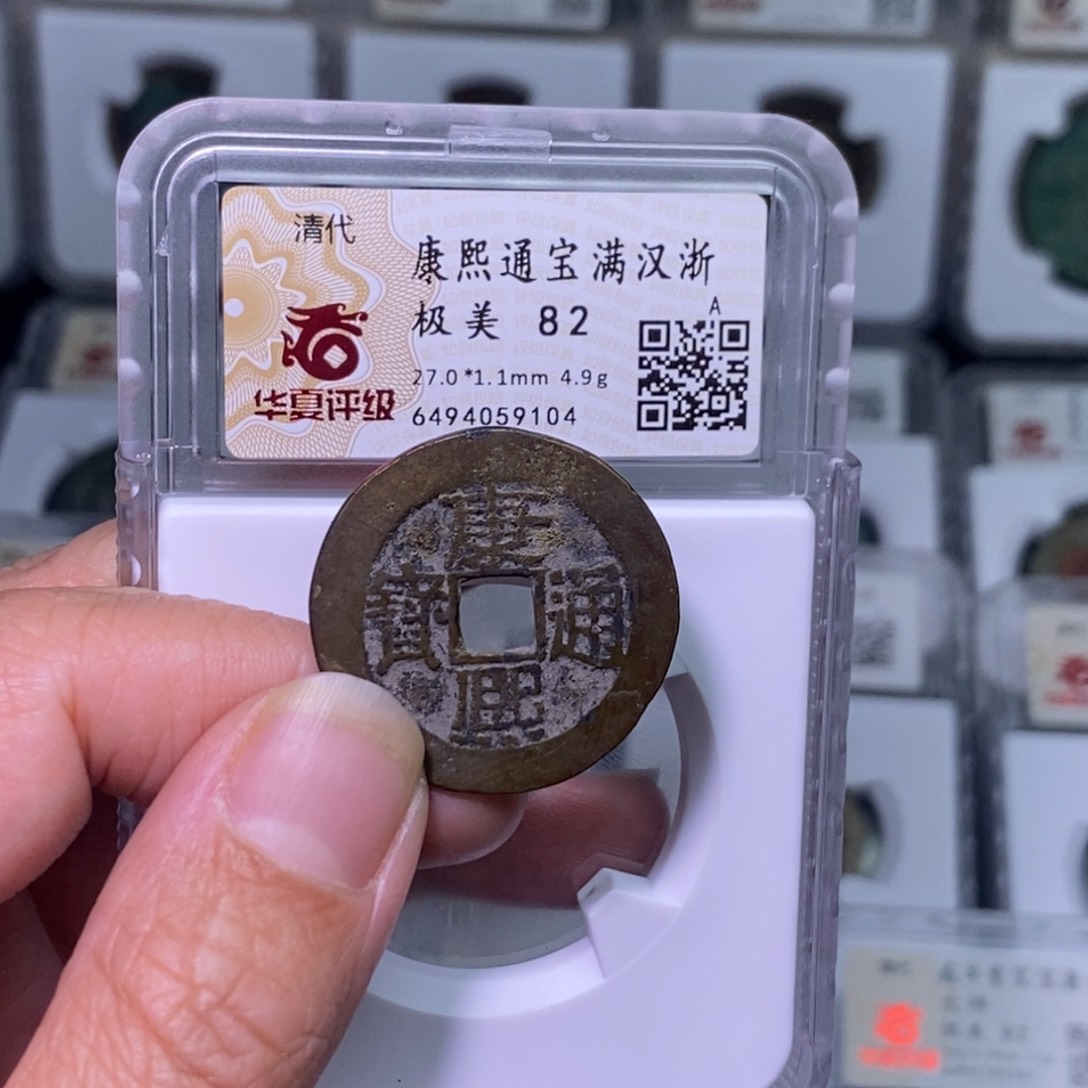 清代
华夏评级
康熙通宝满汉浙
极美 82
A
27.0*1.1mm 4.9g
6494059104
康熙通寶